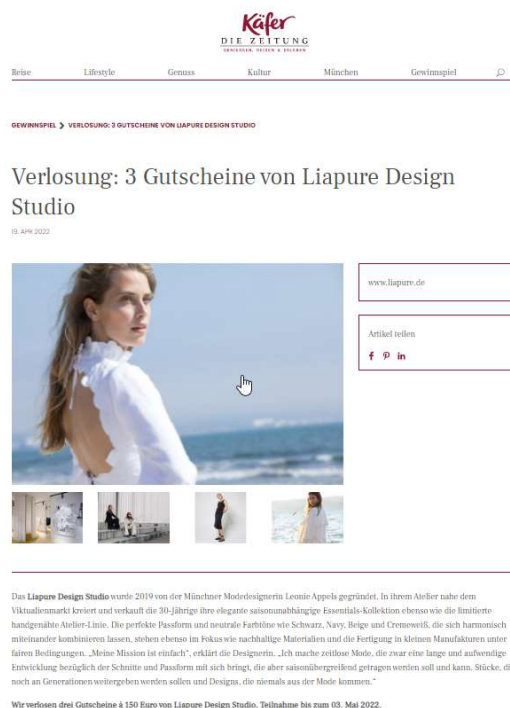 Käfer
DIE ZEITUNG
GENIESSEN, REISEN & ERLEBEN
Reise Lifestyle Genuss Kultur München Gewinnspiel
GEWINNSPIEL > VERLOSUNG: 3 GUTSCHEINE VON LIAPURE DESIGN STUDIO
Verlosung: 3 Gutscheine von Liapure Design
Studio
19. APR 2022
www.liapure.de
Artikel teilen
Das Liapure Design Studio wurde 2019 von der Münchner Modedesignerin Leonie Appels gegründet. In ihrem Atelier nahe dem
Viktualienmarkt kreiert und verkauft die 30-Jährige ihre elegante saisonunabhängige Essentials-Kollektion ebenso wie die limitierte
handgenähte Atelier-Linie. Die perfekte Passform und neutrale Farbtöne wie Schwarz, Navy, Beige und Cremeweiß, die sich harmonisch
miteinander kombinieren lassen, stehen ebenso im Fokus wie nachhaltige Materialien und die Fertigung in kleinen Manufakturen unter
fairen Bedingungen. „Meine Mission ist einfach“, erklärt die Designerin. „Ich mache zeitlose Mode, die zwar eine lange und aufwendige
Entwicklung bezüglich der Schnitte und Passform mit sich bringt, die aber saisonübergreifend getragen werden soll und kann. Stücke, di
noch an Generationen weitergeben werden sollen und Designs, die niemals aus der Mode kommen.“
Wir verlosen drei Gutscheine à 150 Euro von Liapure Design Studio. Teilnahme bis zum 03. Mai 2022.